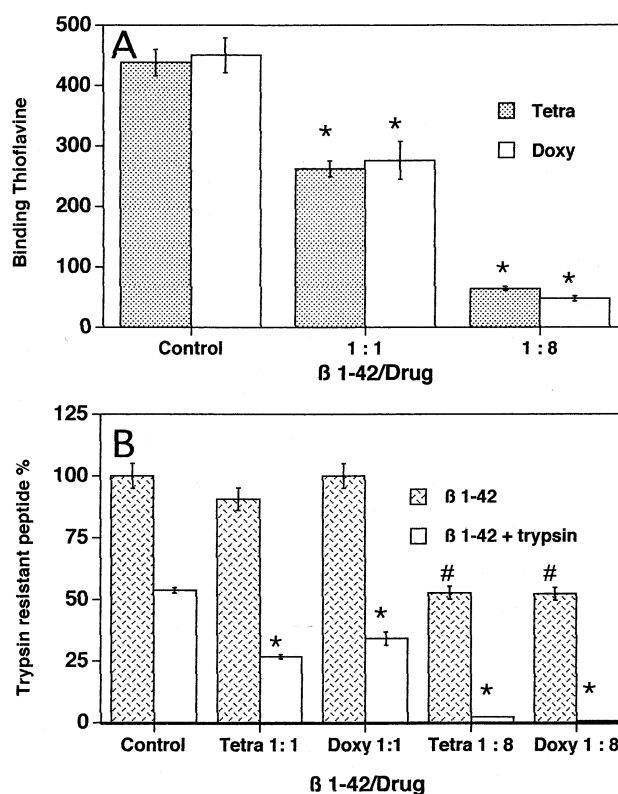 A
500
400
300
200
100
0
Binding Thioflavine
Tetra
Doxy
*
*
*
*
Control
1 : 1
1 : 8
ß 1-42/Drug
B
125
100
75
50
25
0
Trypsin resistant peptide %
ß 1-42
ß 1-42 + trypsin
*
*
#
#
*
*
Control
Tetra 1: 1
Doxy 1:1
Tetra 1 : 8
Doxy 1 : 8
ß 1-42/Drug